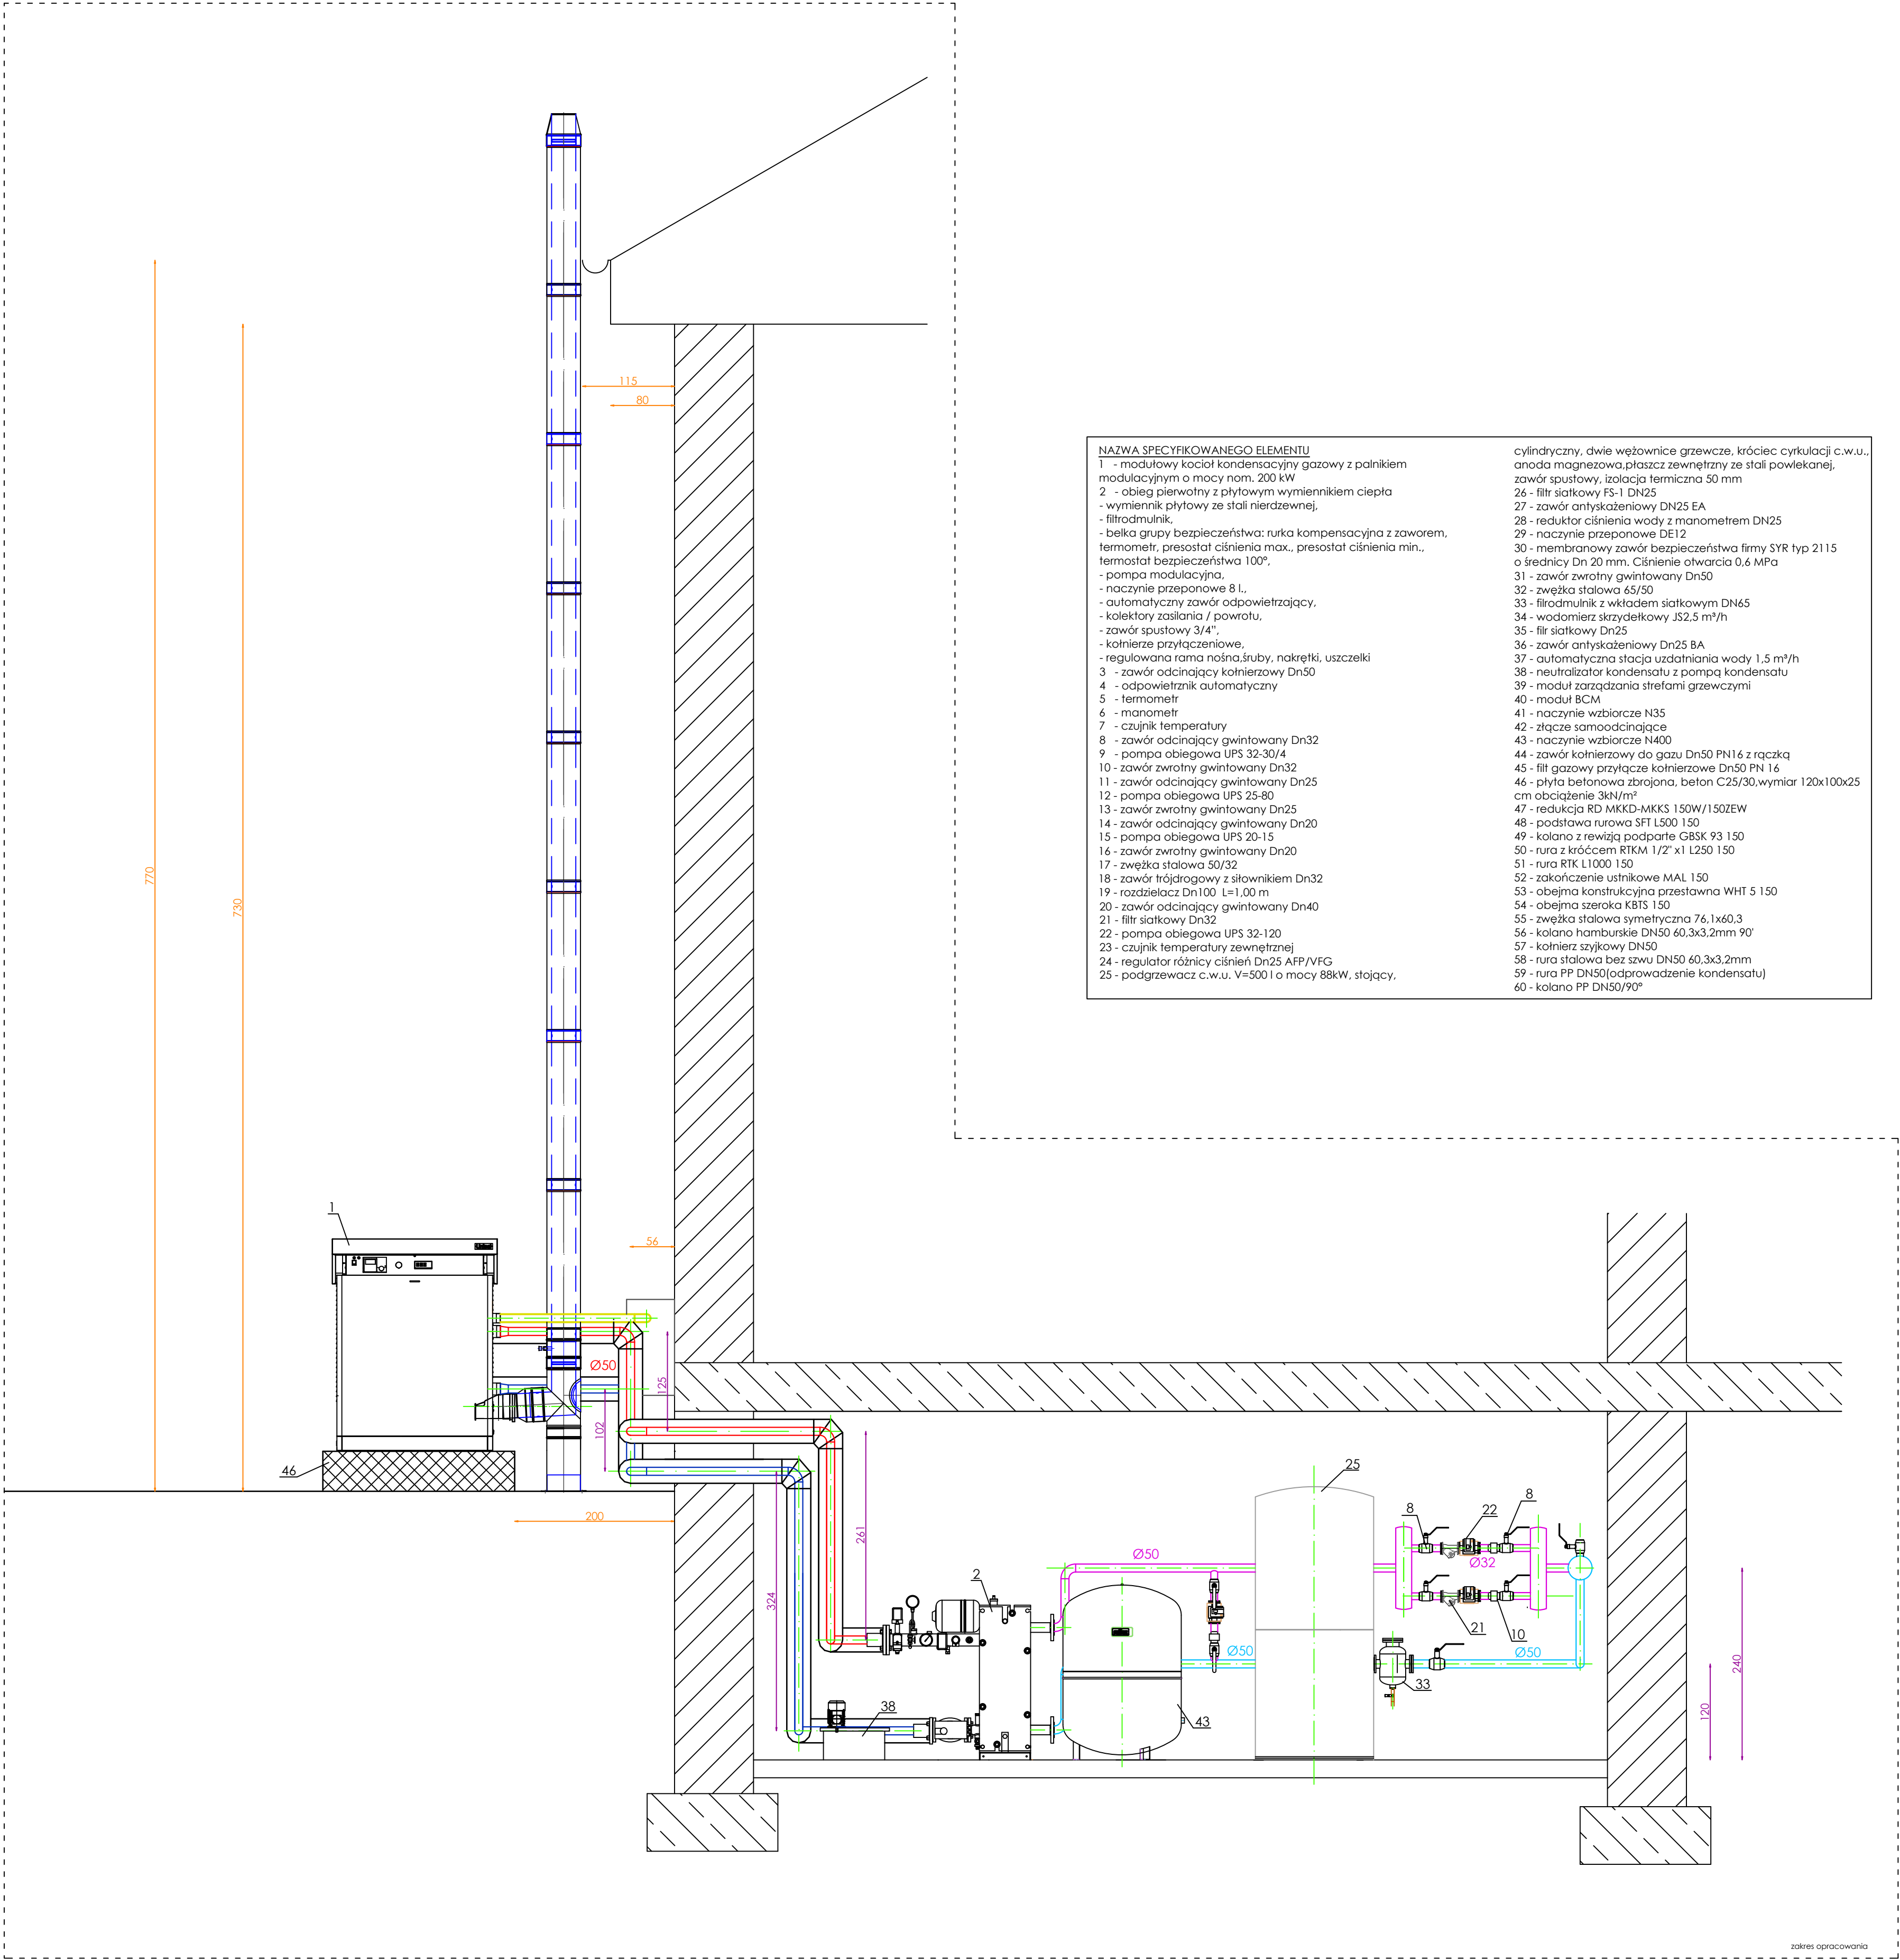 115
80
NAZWA SPECYFIKOWANEGO ELEMENTU
1 - modułowy kocioł kondensacyjny gazowy z palnikiem
modulacyjnym o mocy nom. 200 kW
2 - obieg pierwotny z płytowym wymiennikiem ciepła
- wymiennik płytowy ze stali nierdzewnej,
- filtrodmulnik,
- belka grupy bezpieczeństwa: rurka kompensacyjna z zaworem,
termometr, presostat ciśnienia max., presostat ciśnienia min.,
termostat bezpieczeństwa 100°,
- pompa modulacyjna,
- naczynie przeponowe 8 l.,
- automatyczny zawór odpowietrzający,
- kolektory zasilania / powrotu,
- zawór spustowy 3/4",
- kołnierze przyłączeniowe,
- regulowana rama nośna,śruby, nakrętki, uszczelki
3 - zawór odcinający kołnierzowy Dn50
4 - odpowietrznik automatyczny
5 - termometr
6 - manometr
7 - czujnik temperatury
8 - zawór odcinający gwintowany Dn32
9 - pompa obiegowa UPS 32-30/4
10 - zawór zwrotny gwintowany Dn32
11 - zawór odcinający gwintowany Dn25
12 - pompa obiegowa UPS 25-80
13 - zawór zwrotny gwintowany Dn25
14 - zawór odcinający gwintowany Dn20
15 - pompa obiegowa UPS 20-15
16 - zawór zwrotny gwintowany Dn20
17 - zwężka stalowa 50/32
18 - zawór trójdrogowy z siłownikiem Dn32
19 - rozdzielacz Dn100 L=1,00 m
20 - zawór odcinający gwintowany Dn40
21 - filtr siatkowy Dn32
22 - pompa obiegowa UPS 32-120
23 - czujnik temperatury zewnętrznej
24 - regulator różnicy ciśnień Dn25 AFP/VFG
25 - podgrzewacz c.w.u. V=500 l o mocy 88kW, stojący,
cylindryczny, dwie wężownice grzewcze, króciec cyrkulacji c.w.u.,
anoda magnezowa,płaszcz zewnętrzny ze stali powlekanej,
zawór spustowy, izolacja termiczna 50 mm
26 - filtr siatkowy FS-1 DN25
27 - zawór antyskażeniowy DN25 EA
28 - reduktor ciśnienia wody z manometrem DN25
29 - naczynie przeponowe DE12
30 - membranowy zawór bezpieczeństwa firmy SYR typ 2115
o średnicy Dn 20 mm. Ciśnienie otwarcia 0,6 MPa
31 - zawór zwrotny gwintowany Dn50
32 - zwężka stalowa 65/50
33 - filrodmulnik z wkładem siatkowym DN65
34 - wodomierz skrzydełkowy JS2,5 m³/h
35 - filr siatkowy Dn25
36 - zawór antyskażeniowy Dn25 BA
37 - automatyczna stacja uzdatniania wody 1,5 m³/h
38 - neutralizator kondensatu z pompą kondensatu
39 - moduł zarządzania strefami grzewczymi
40 - moduł BCM
41 - naczynie wzbiorcze N35
42 - złącze samoodcinające
43 - naczynie wzbiorcze N400
44 - zawór kołnierzowy do gazu Dn50 PN16 z rączką
45 - filt gazowy przyłącze kołnierzowe Dn50 PN 16
46 - płyta betonowa zbrojona, beton C25/30,wymiar 120x100x25
cm obciążenie 3kN/m²
47 - redukcja RD MKKD-MKKS 150W/150ZEW
48 - podstawa rurowa SFT L500 150
49 - kolano z rewizją podparte GBSK 93 150
50 - rura z króćcem RTKM 1/2" x1 L250 150
51 - rura RTK L1000 150
52 - zakończenie ustnikowe MAL 150
53 - obejma konstrukcyjna przestawna WHT 5 150
54 - obejma szeroka KBTS 150
55 - zwężka stalowa symetryczna 76,1x60,3
56 - kolano hamburskie DN50 60,3x3,2mm 90'
57 - kołnierz szyjkowy DN50
58 - rura stalowa bez szwu DN50 60,3x3,2mm
59 - rura PP DN50(odprowadzenie kondensatu)
60 - kolano PP DN50/90°
770
730
1
56
Ø50
125
102
46
200
261
324
25
8
22
8
Ø50
Ø32
2
21
10
Ø50
Ø50
33
240
120
38
43
zakres opracowania